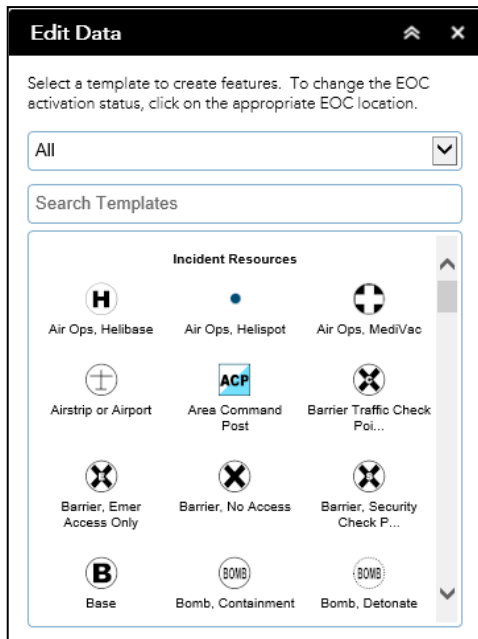 Edit Data
Select a template to create features. To change the EOC
activation status, click on the appropriate EOC location.
All
Search Templates
Incident Resources
H
Air Ops, Helibase
Air Ops, Helispot
Air Ops, MediVac
ACP
Airstrip or Airport
Area Command
Post
Barrier Traffic Check
Poi...
Barrier, Emer
Access Only
Barrier, No Access
Barrier, Security
Check P...
B
BOMB
BOMB
Base
Bomb, Containment
Bomb, Detonate